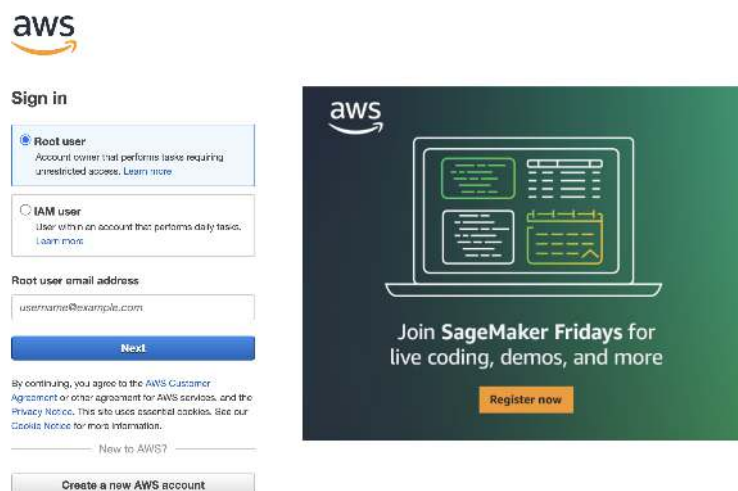 aws
Sign in
Root user
Account owner that performs tasks requiring
unrestricted access. Learn more
IAM user
User within an account that performs daily tasks.
Learn more
Root user email address
username@example.com
Next
By continuing, you agree to the AWS Customer
Agreement or other agreement for AWS services, and the
Privacy Notice. This site uses essential cookies. See our
Cookie Notice for more information.
New to AWS?
Create a new AWS account
aws
Join SageMaker Fridays for
live coding, demos, and more
Register now